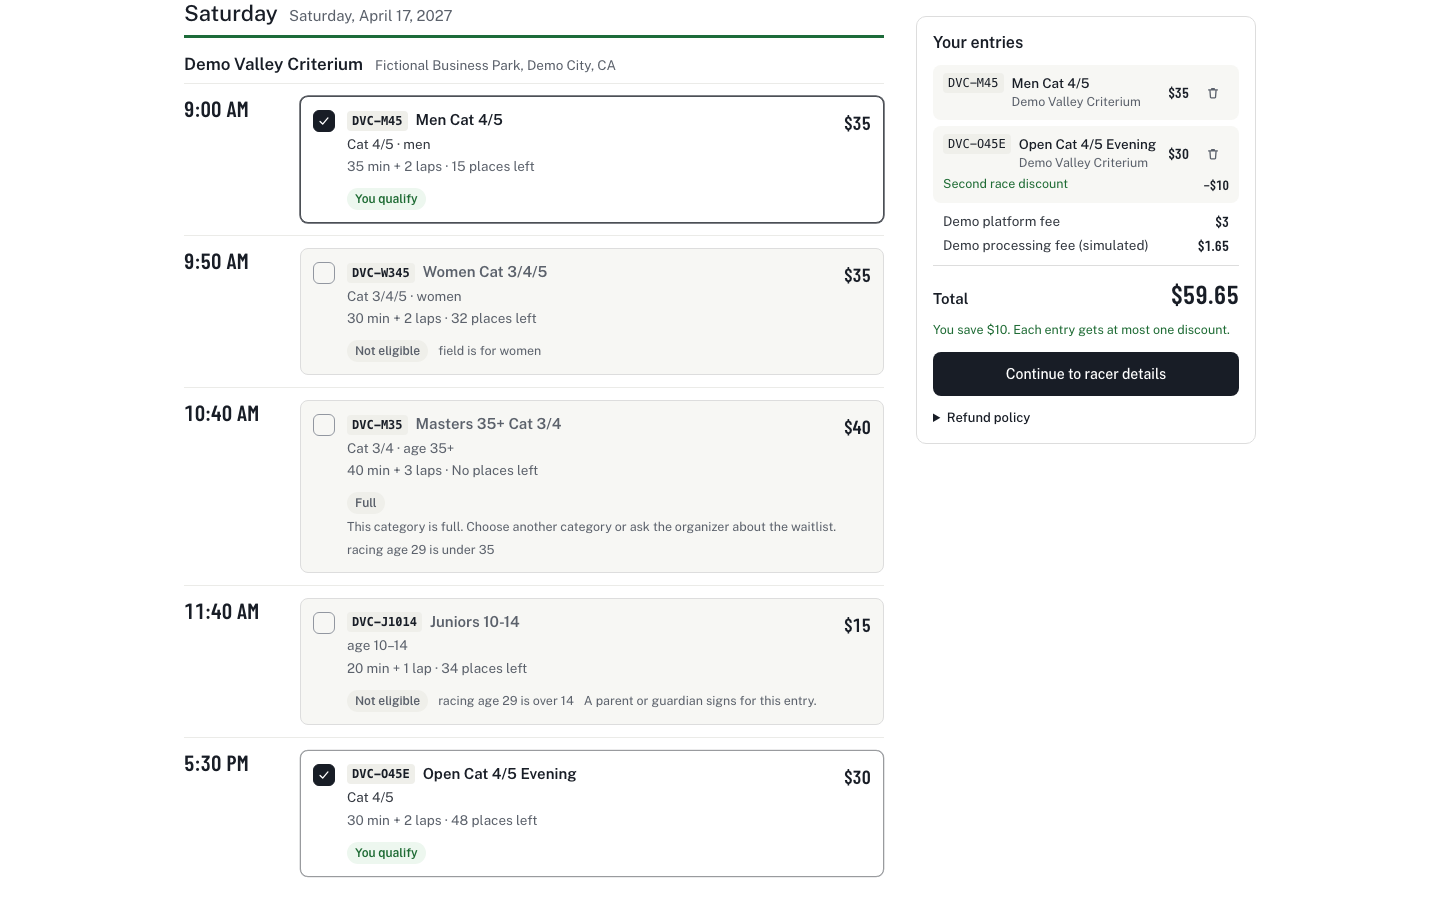 Saturday Saturday, April 17, 2027
Demo Valley Criterium Fictional Business Park, Demo City, CA
9:00 AM
DVC–M45 Men Cat 4/5 $35
Cat 4/5 · men
35 min + 2 laps · 15 places left
You qualify
9:50 AM
DVC–W345 Women Cat 3/4/5 $35
Cat 3/4/5 · women
30 min + 2 laps · 32 places left
Not eligible field is for women
10:40 AM
DVC–M35 Masters 35+ Cat 3/4 $40
Cat 3/4 · age 35+
40 min + 3 laps · No places left
Full
This category is full. Choose another category or ask the organizer about the waitlist.
racing age 29 is under 35
11:40 AM
DVC–J1014 Juniors 10-14 $15
age 10–14
20 min + 1 lap · 34 places left
Not eligible racing age 29 is over 14 A parent or guardian signs for this entry.
5:30 PM
DVC–O45E Open Cat 4/5 Evening $30
Cat 4/5
30 min + 2 laps · 48 places left
You qualify
Your entries
DVC–M45 Men Cat 4/5 $35
Demo Valley Criterium
DVC–O45E Open Cat 4/5 Evening $30
Demo Valley Criterium
Second race discount –$10
Demo platform fee $3
Demo processing fee (simulated) $1.65
Total $59.65
You save $10. Each entry gets at most one discount.
Continue to racer details
Refund policy